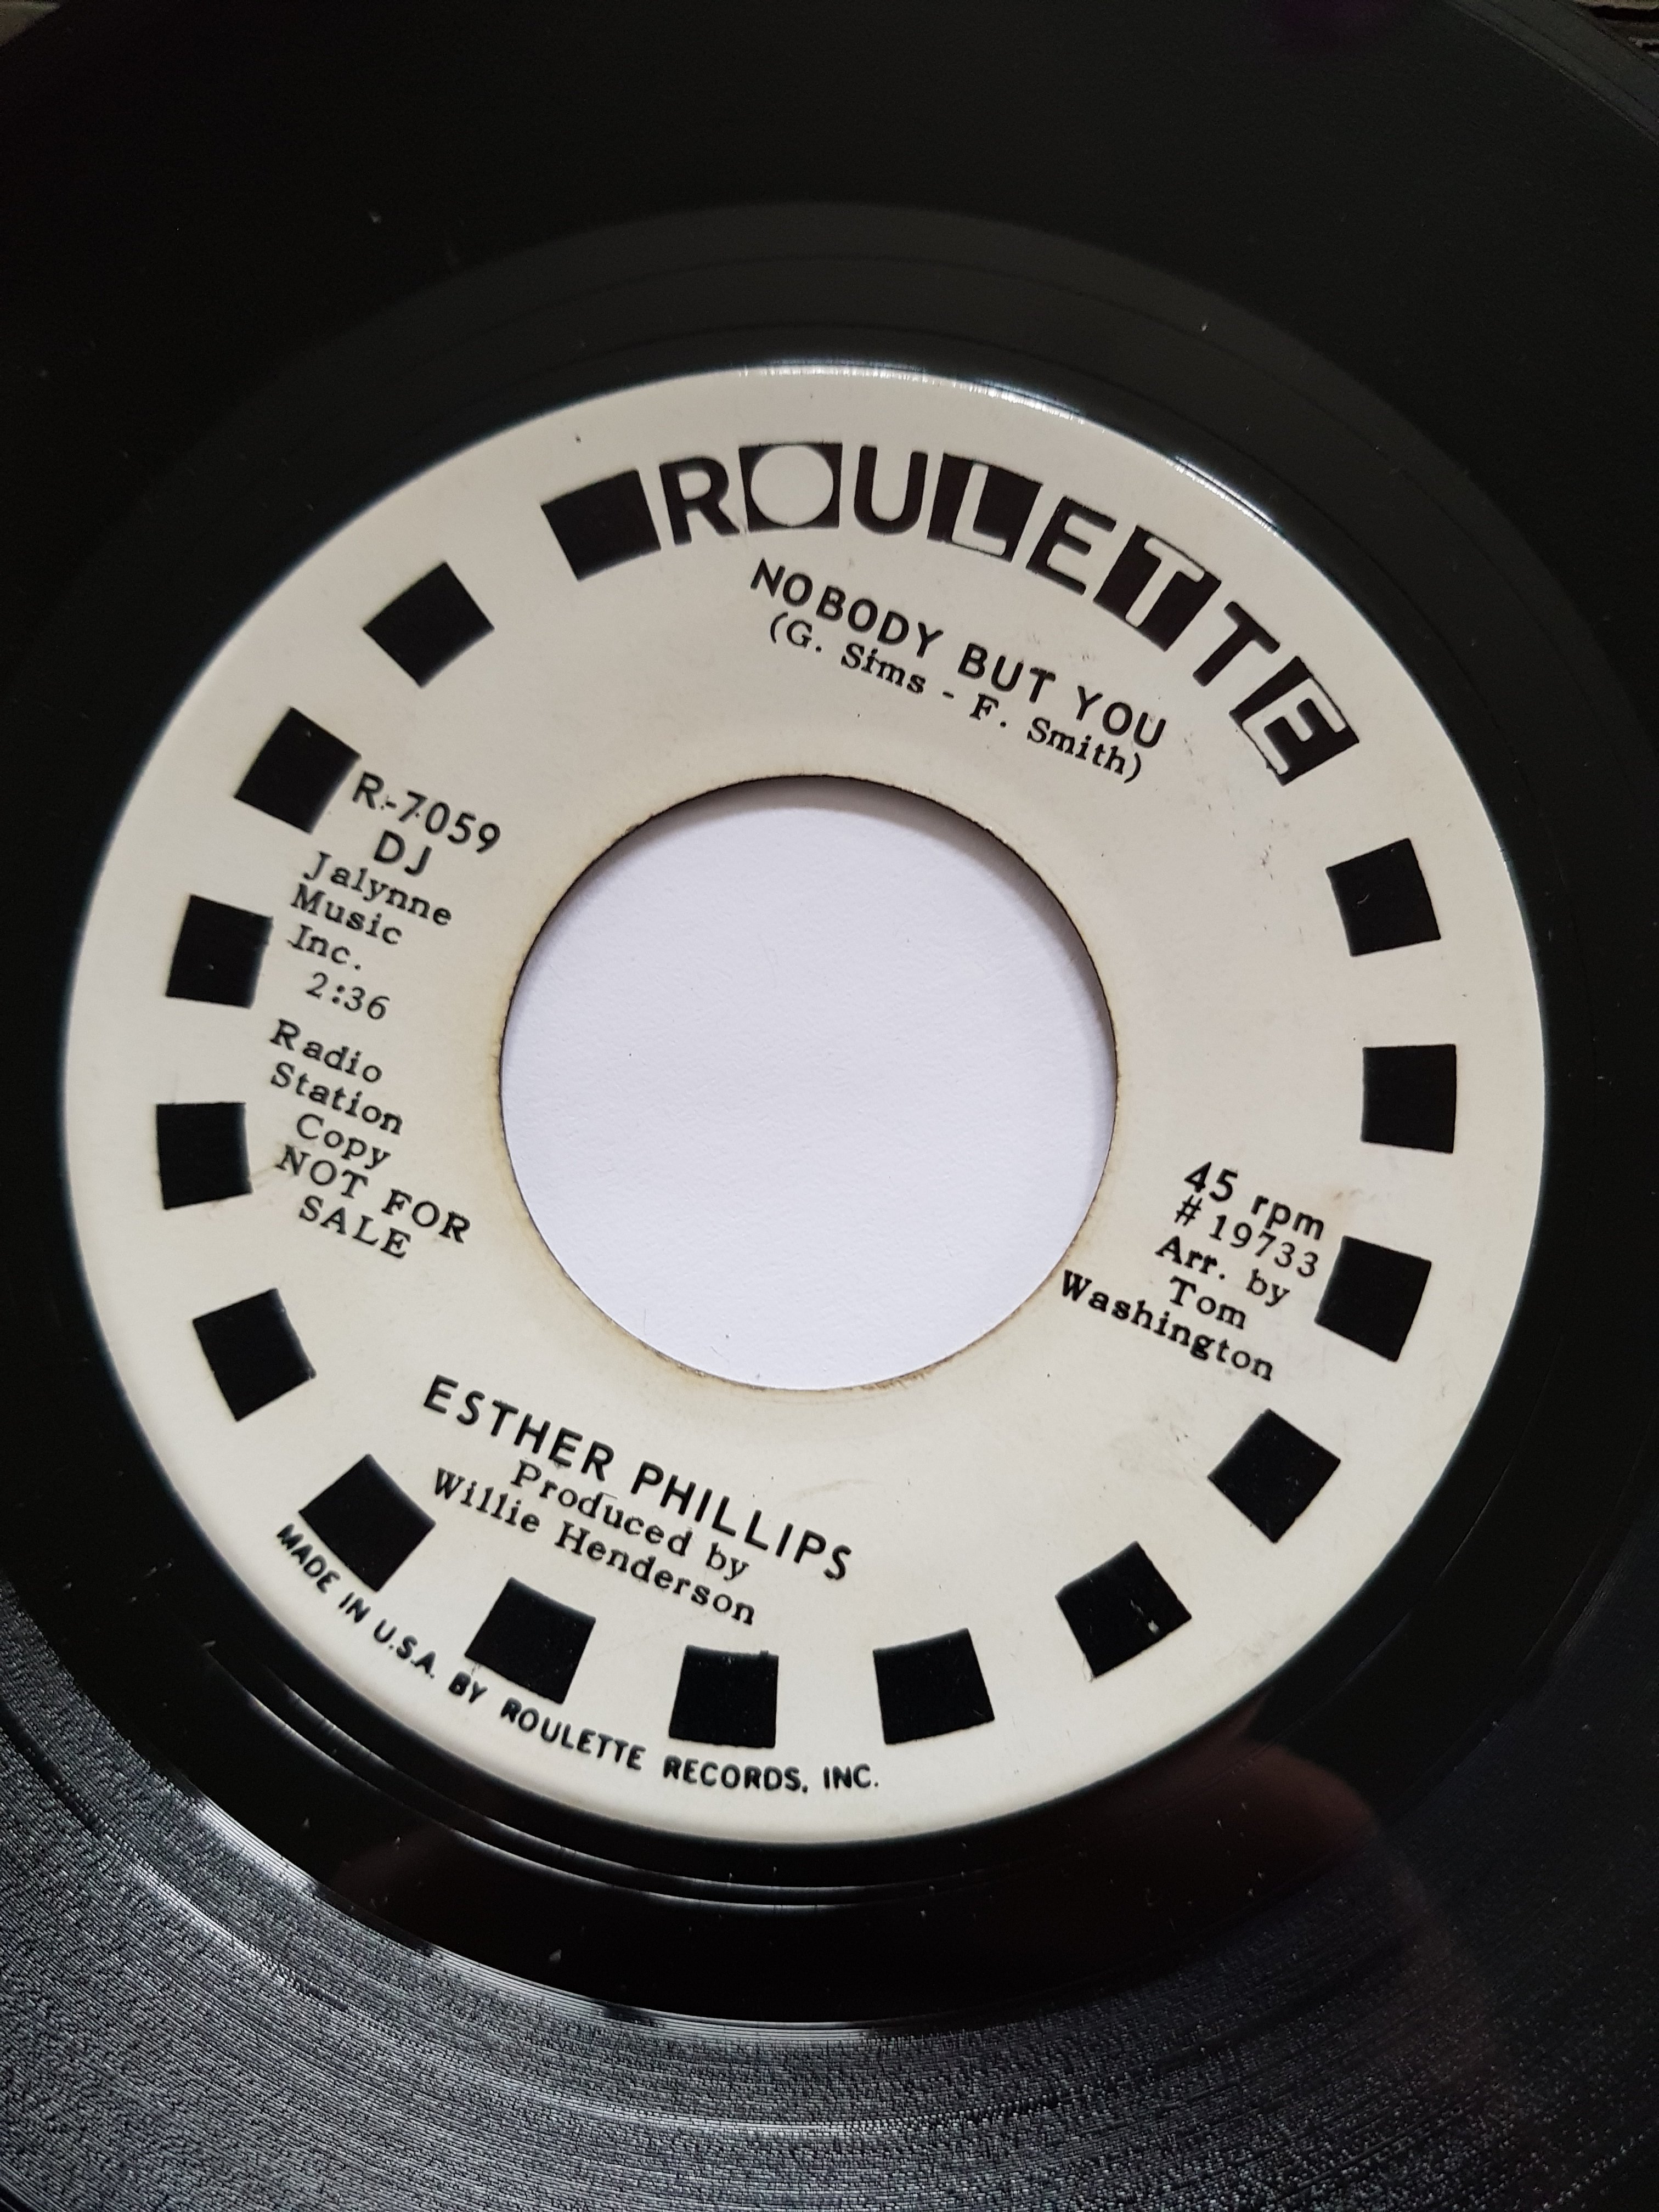 ROULETTE
NOBODY BUT YOU
(G. Sims - F. Smith)
R-7059
DJ
Jalynne
Music
Inc.
2:36
Radio
Station
Copy
NOT FOR
SALE
45 rpm
# 19733
Arr. by
Tom
Washington
ESTHER PHILLIPS
Produced by
Willie Henderson
MADE IN U.S.A. BY ROULETTE RECORDS, INC.